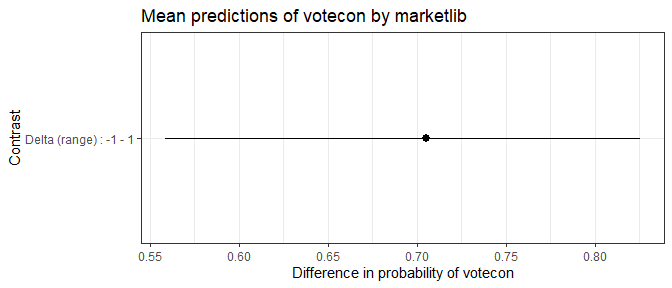 Mean predictions of votecon by marketlib
Contrast
Delta (range) : -1 - 1
0.55 0.60 0.65 0.70 0.75 0.80
Difference in probability of votecon